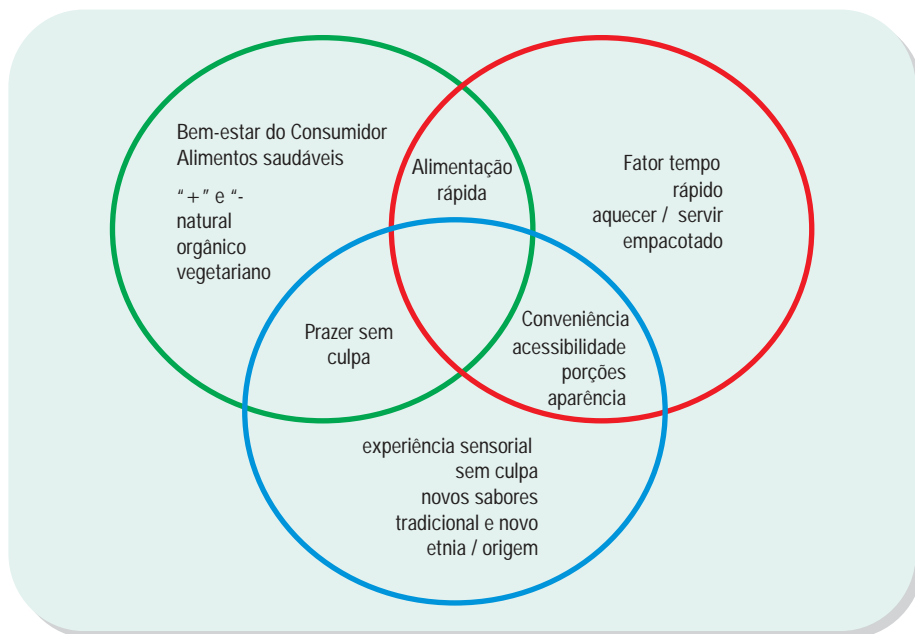 Bem-estar do Consumidor
Alimentos saudáveis
“+” e “-
natural
orgânico
vegetariano
Alimentação
rápida
Fator tempo
rápido
aquecer / servir
empacotado
Prazer sem
culpa
Conveniência
acessibilidade
porções
aparência
experiência sensorial
sem culpa
novos sabores
tradicional e novo
etnia / origem